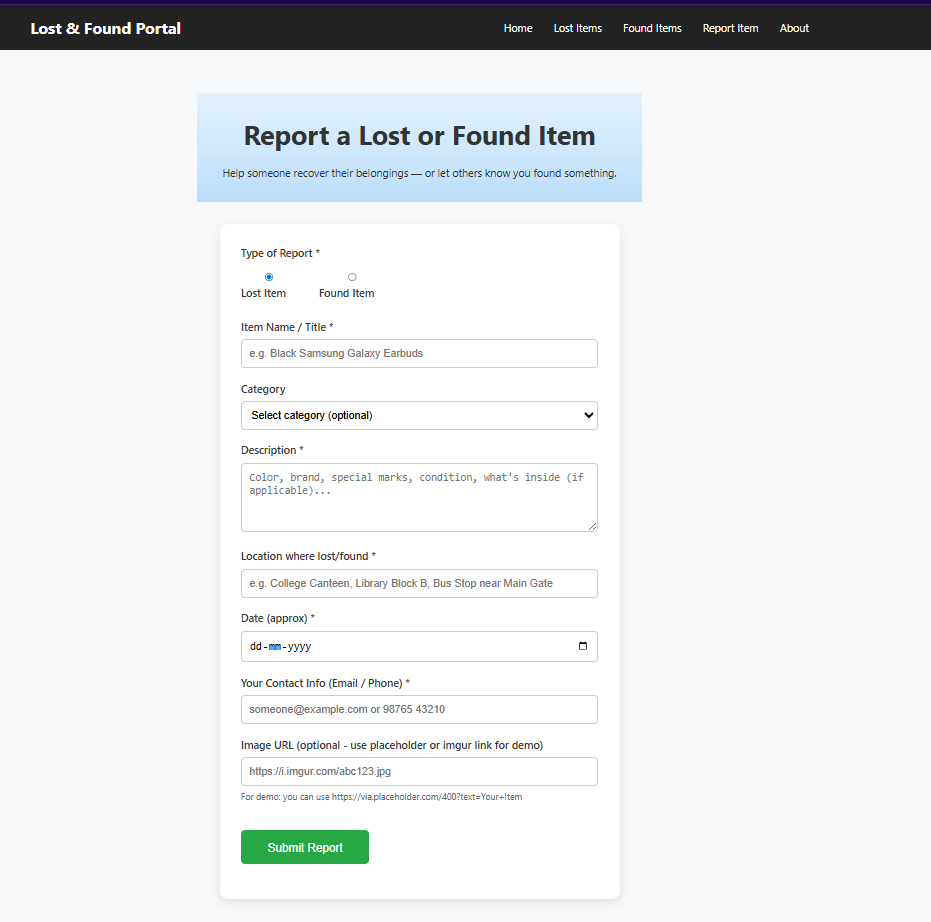 Lost & Found Portal
Home Lost Items Found Items Report Item About
Report a Lost or Found Item
Help someone recover their belongings — or let others know you found something.
Type of Report *
Lost Item Found Item
Item Name / Title *
e.g. Black Samsung Galaxy Earbuds
Category
Select category (optional)
Description *
Color, brand, special marks, condition, what's inside (if
applicable)...
Location where lost/found *
e.g. College Canteen, Library Block B, Bus Stop near Main Gate
Date (approx) *
dd-mm-yyyy
Your Contact Info (Email / Phone) *
someone@example.com or 98765 43210
Image URL (optional - use placeholder or imgur link for demo)
https://i.imgur.com/abc123.jpg
For demo: you can use https://via.placeholder.com/400?text=Your+Item
Submit Report